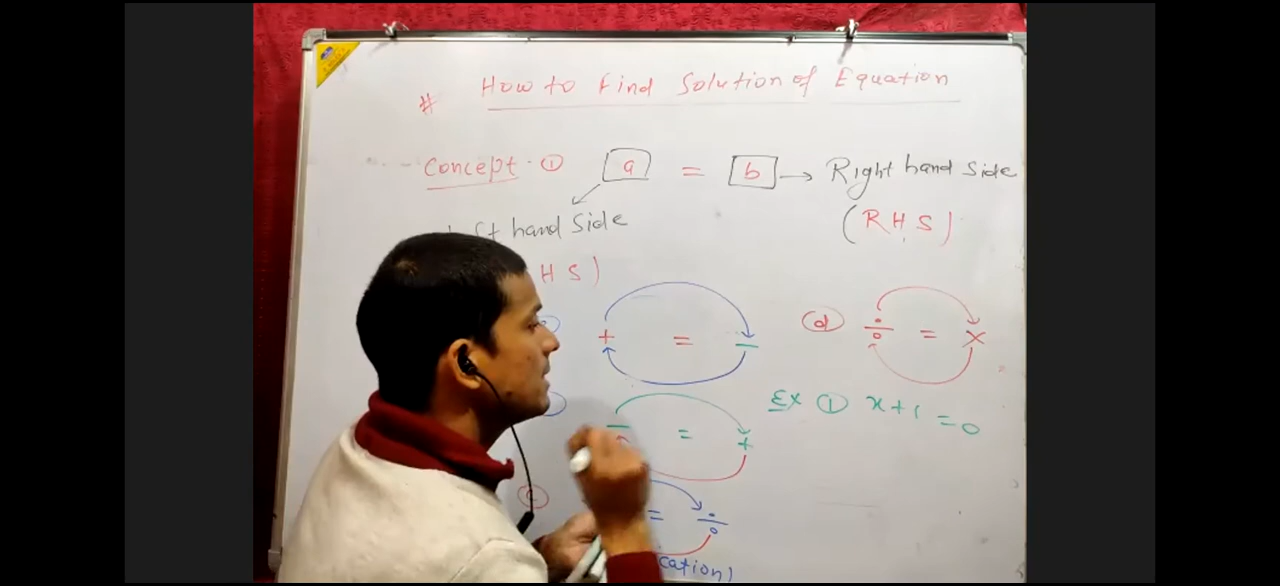 # How to Find Solution of Equation
Concept ① a = b → Right hand Side
(RHS)
hand Side
HS)
+ = −
− = +
= ÷
cation)
(d) ÷ = ×
Ex ① x+1 = 0